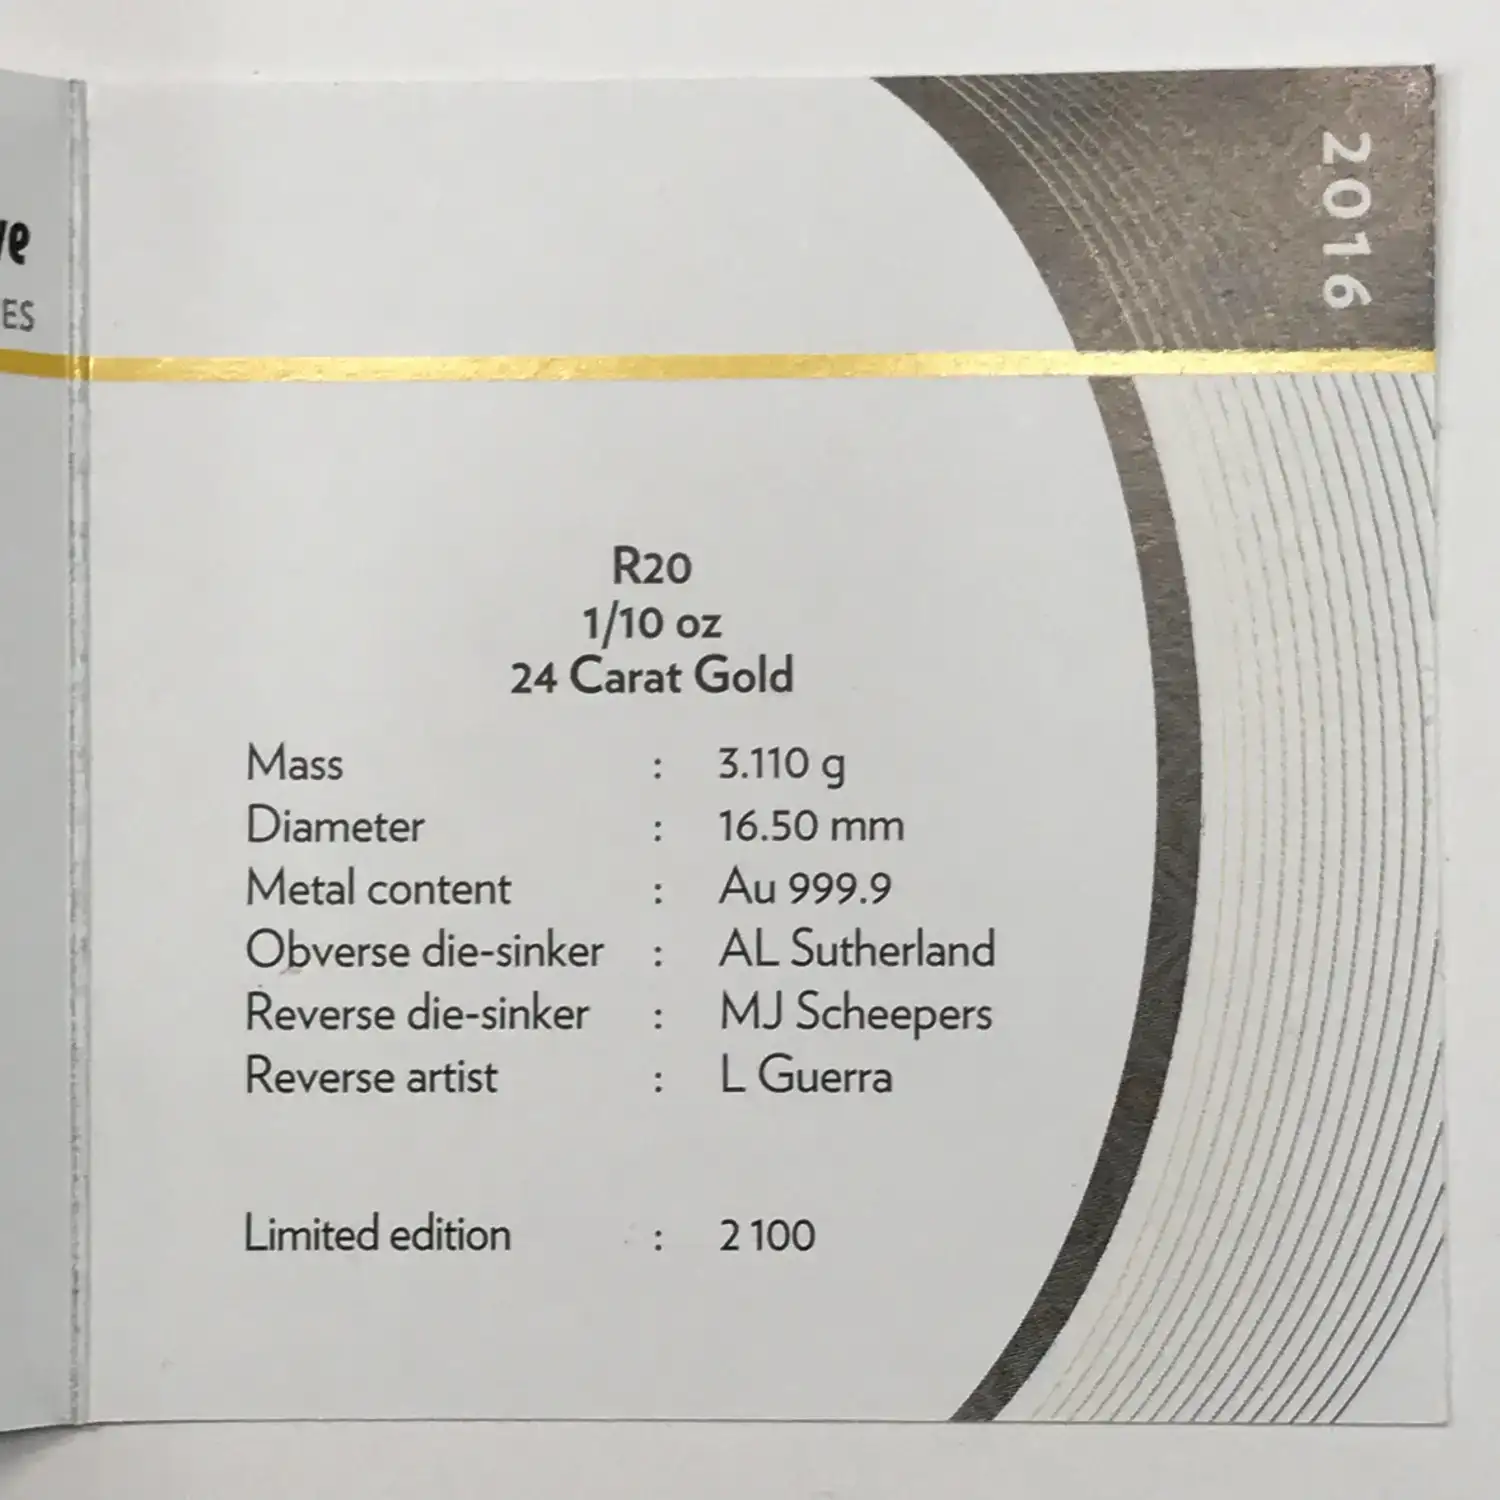 2016
R20
1/10 oz
24 Carat Gold
Mass : 3.110 g
Diameter : 16.50 mm
Metal content : Au 999.9
Obverse die-sinker : AL Sutherland
Reverse die-sinker : MJ Scheepers
Reverse artist : L Guerra
Limited edition : 2 100